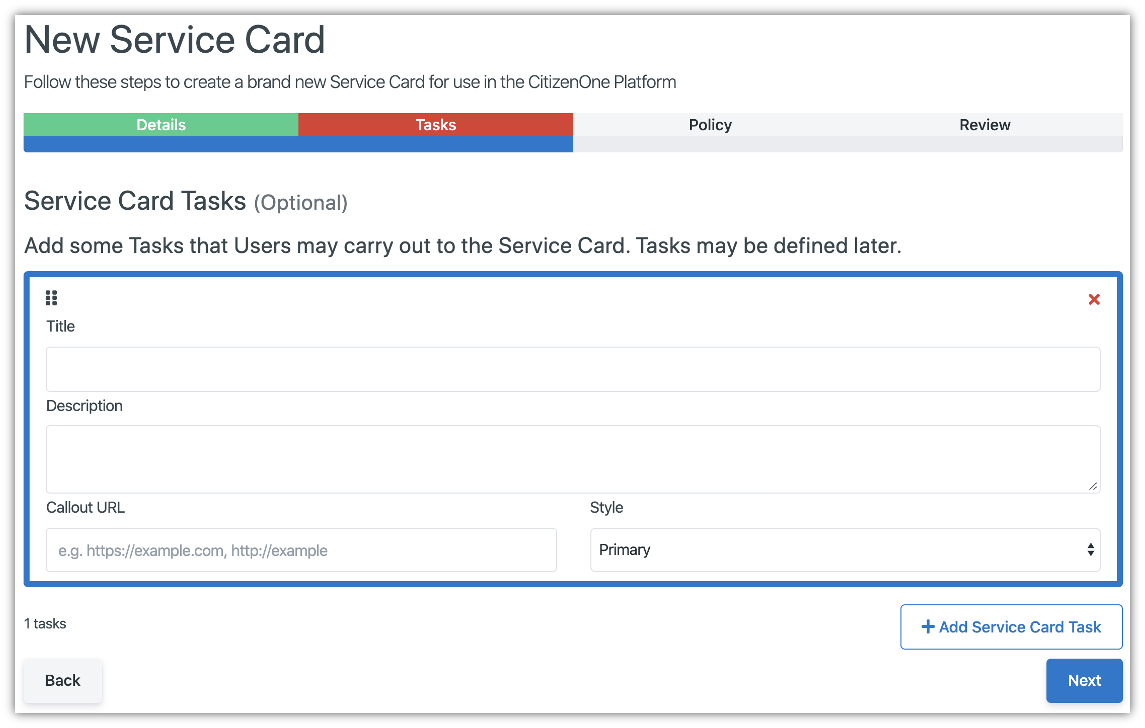 New Service Card
Follow these steps to create a brand new Service Card for use in the CitizenOne Platform
Details
Tasks
Policy
Review
Service Card Tasks (Optional)
Add some Tasks that Users may carry out to the Service Card. Tasks may be defined later.
Title
Description
Callout URL
Style
e.g. https://example.com, http://example
Primary
1 tasks
+ Add Service Card Task
Back
Next